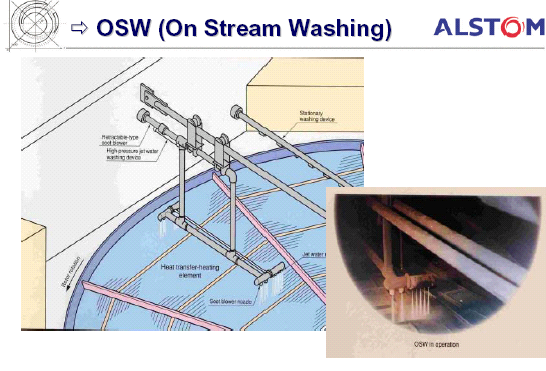 ⇨ OSW (On Stream Washing)
ALSTOM
Stationary
washing device
Retractable-type
soot blower
High pressure jet water
washing device
Jet water
Heat transfer-heating
element
Soot blower nozzle
Rotor rotation
OSW in operation